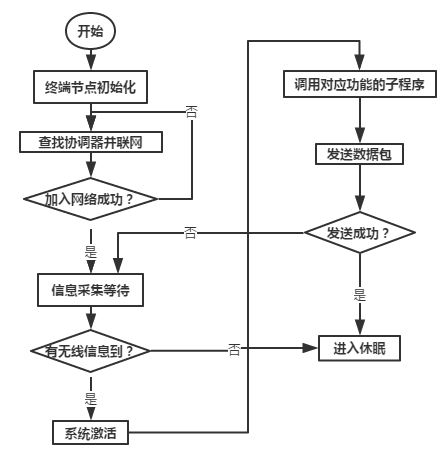 开始
终端节点初始化
否
查找协调器并联网
加入网络成功？
是
信息采集等待
有无线信息到？
否
是
系统激活
调用对应功能的子程序
发送数据包
发送成功？
否
是
进入休眠